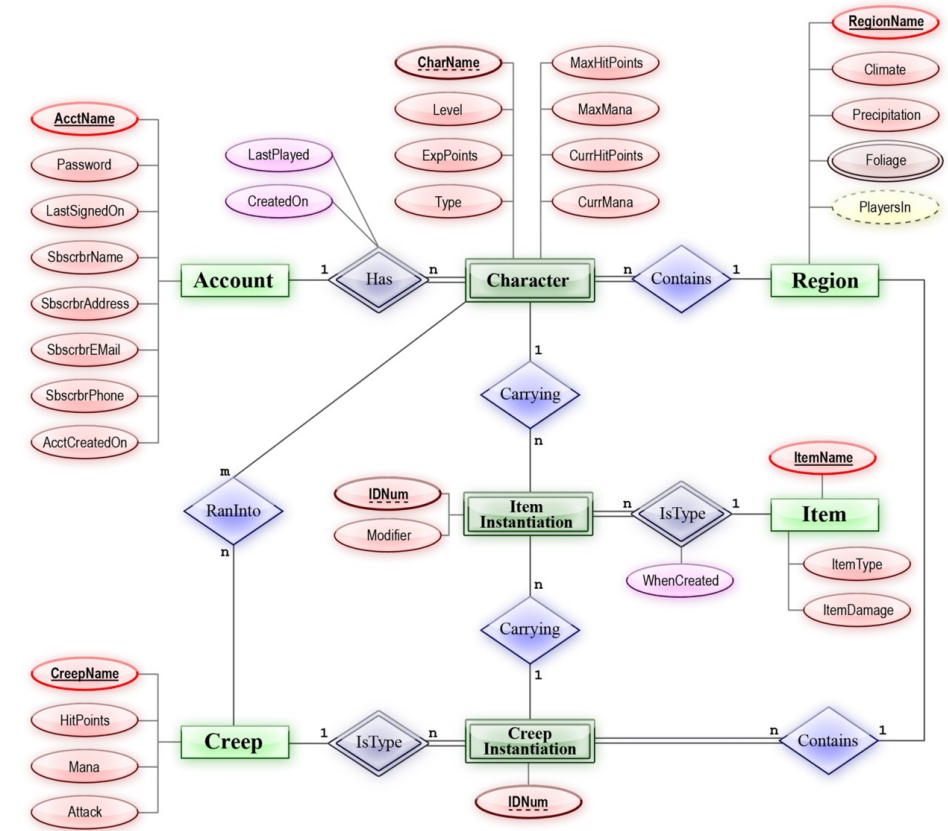 RegionName
CharName
MaxHitPoints
Climate
Level
MaxMana
AcctName
Precipitation
LastPlayed
ExpPoints
CurrHitPoints
Password
Foliage
CreatedOn
Type
CurrMana
LastSignedOn
PlayersIn
SbscrbrName
Account
1
Has
n
Character
n
Contains
1
Region
SbscrbrAddress
SbscrbrEMail
1
SbscrbrPhone
Carrying
AcctCreatedOn
n
ItemName
m
IDNum
RanInto
Item
Instantiation
n
IsType
1
Item
Modifier
n
ItemType
WhenCreated
n
ItemDamage
Carrying
CreepName
1
HitPoints
Creep
1
IsType
n
Creep
Instantiation
n
Contains
1
Mana
IDNum
Attack